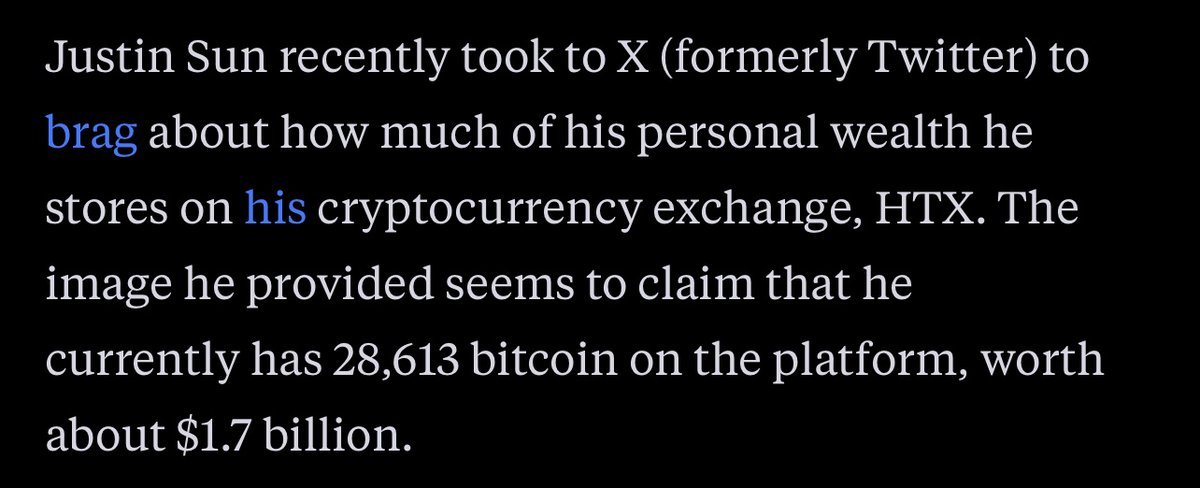 Justin Sun recently took to X (formerly Twitter) to
brag about how much of his personal wealth he
stores on his cryptocurrency exchange, HTX. The
image he provided seems to claim that he
currently has 28,613 bitcoin on the platform, worth
about $1.7 billion.